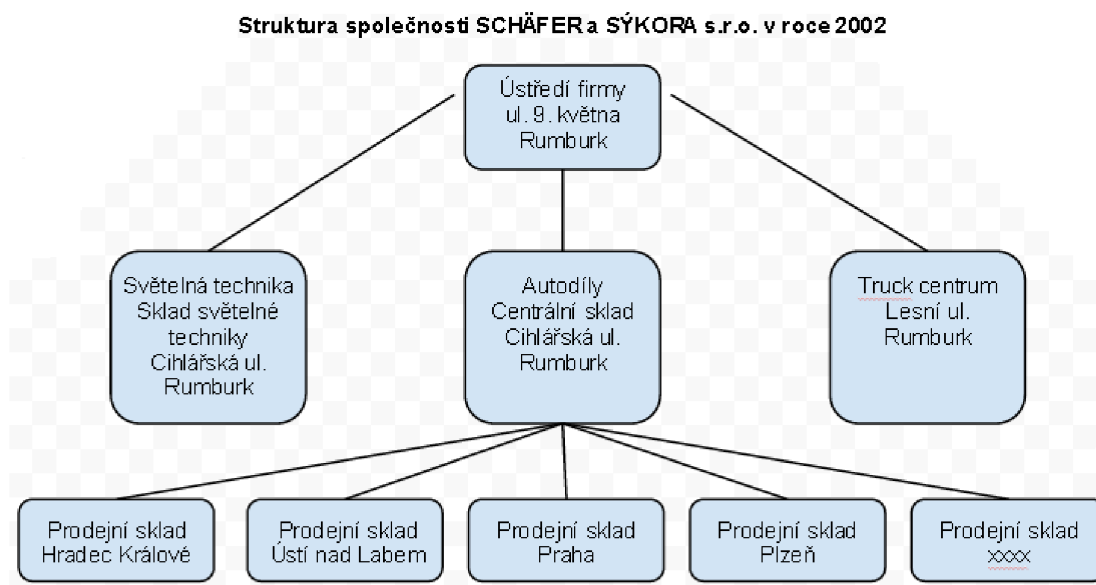 Struktura společnosti SCHÄFER a SÝKORA s.r.o. v roce 2002
Ústředí firmy
ul. 9. května
Rumburk
Světelná technika
Sklad světelné
techniky
Cihlářská ul.
Rumburk
Autodíly
Centrální sklad
Cihlářská ul.
Rumburk
Truck centrum
Lesní ul.
Rumburk
Prodejní sklad
Hradec Králové
Prodejní sklad
Ústí nad Labem
Prodejní sklad
Praha
Prodejní sklad
Plzeň
Prodejní sklad
xxxx